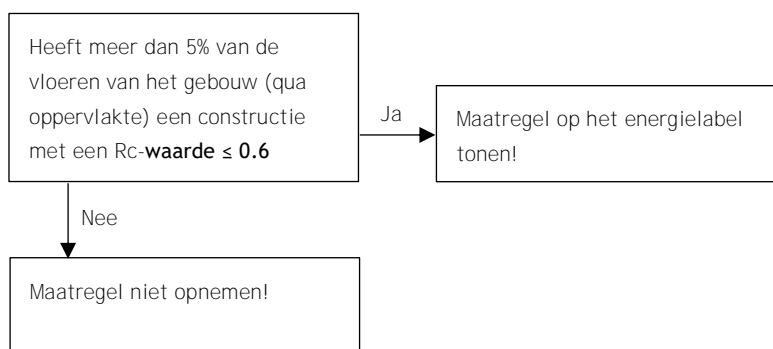 Heeft meer dan 5% van de
vloeren van het gebouw (qua
oppervlakte) een constructie
met een Rc-waarde ≤ 0.6
Ja
Maatregel op het energielabel
tonen!
Nee
Maatregel niet opnemen!